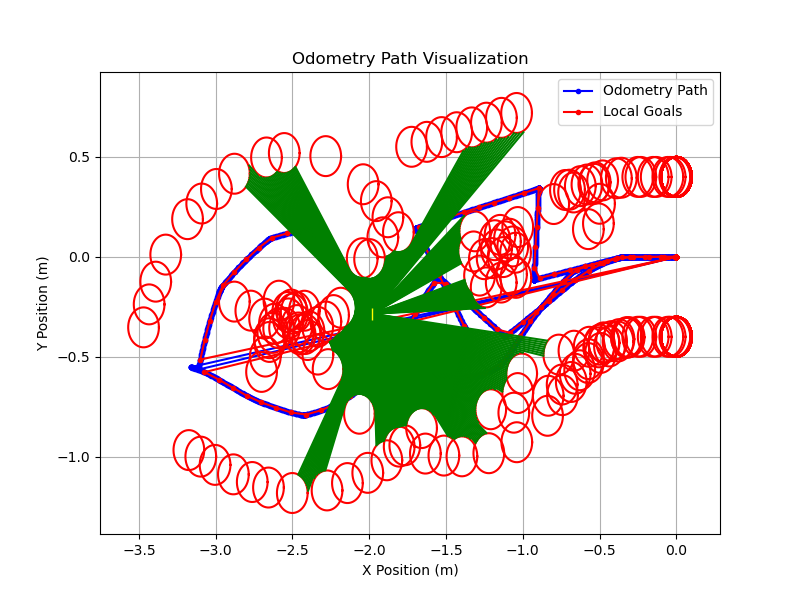 Odometry Path Visualization
Odometry Path
Local Goals
Y Position (m)
0.5
0.0
−0.5
−1.0
−3.5 −3.0 −2.5 −2.0 −1.5 −1.0 −0.5 0.0
X Position (m)